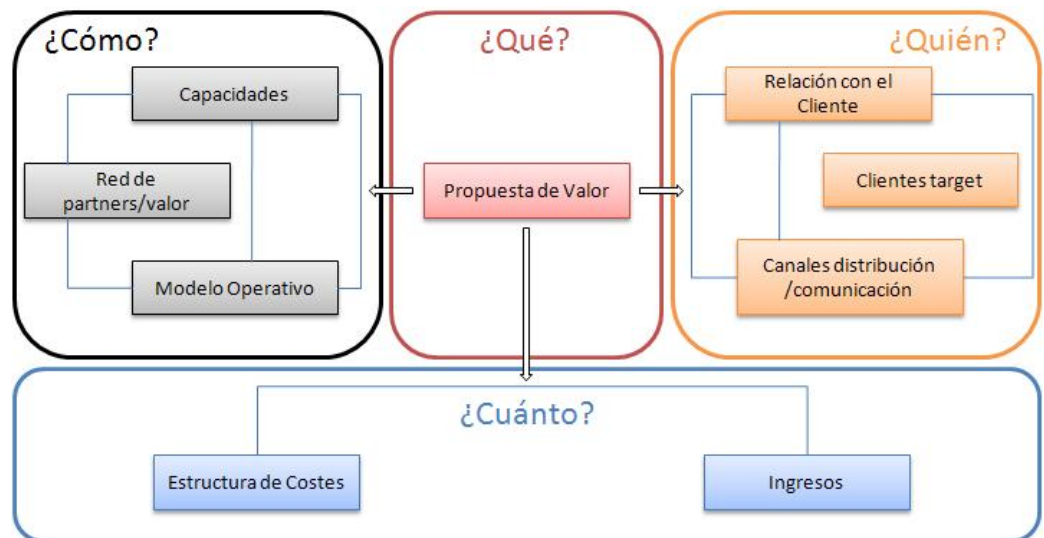 ¿Cómo?
Capacidades
Red de
partners/valor
Modelo Operativo
¿Qué?
Propuesta de Valor
¿Quién?
Relación con el
Cliente
Clientes target
Canales distribución
/comunicación
¿Cuánto?
Estructura de Costes
Ingresos